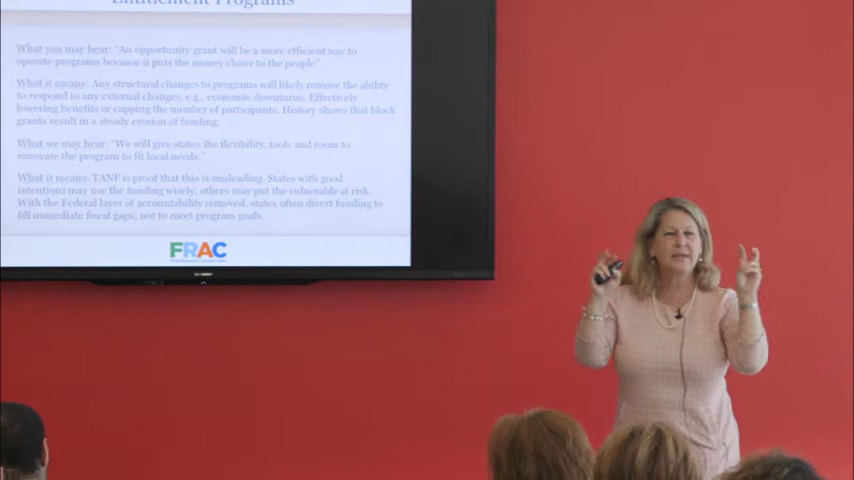 Entitlement Programs
What you may hear: "An opportunity grant will be a more efficient way to
operate programs because it puts the money closer to the people"
What it means: Any structural changes to programs will likely remove the ability
to respond to any external changes, e.g., economic downturns. Effectively
lowering benefits or capping the number of participants. History shows that block
grants result in a steady erosion of funding.
What we may hear: "We will give states the flexibility, tools and room to
innovate the program to fit local needs."
What it means: TANF is proof that this is misleading. States with good
intentions may use the funding wisely; others may put the vulnerable at risk.
With the Federal layer of accountability removed, states often divert funding to
fill immediate fiscal gaps; not to meet program goals.
FRAC